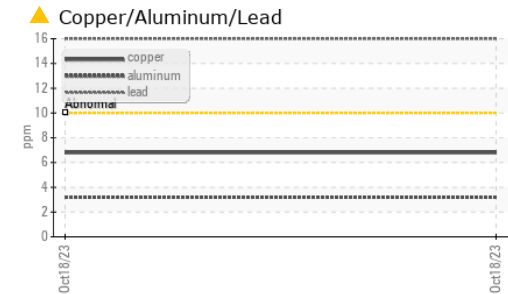 Copper/Aluminum/Lead
16
14
12
10
8
6
4
2
0
ppm
copper
aluminum
lead
Abnormal
Oct18/23
Oct18/23